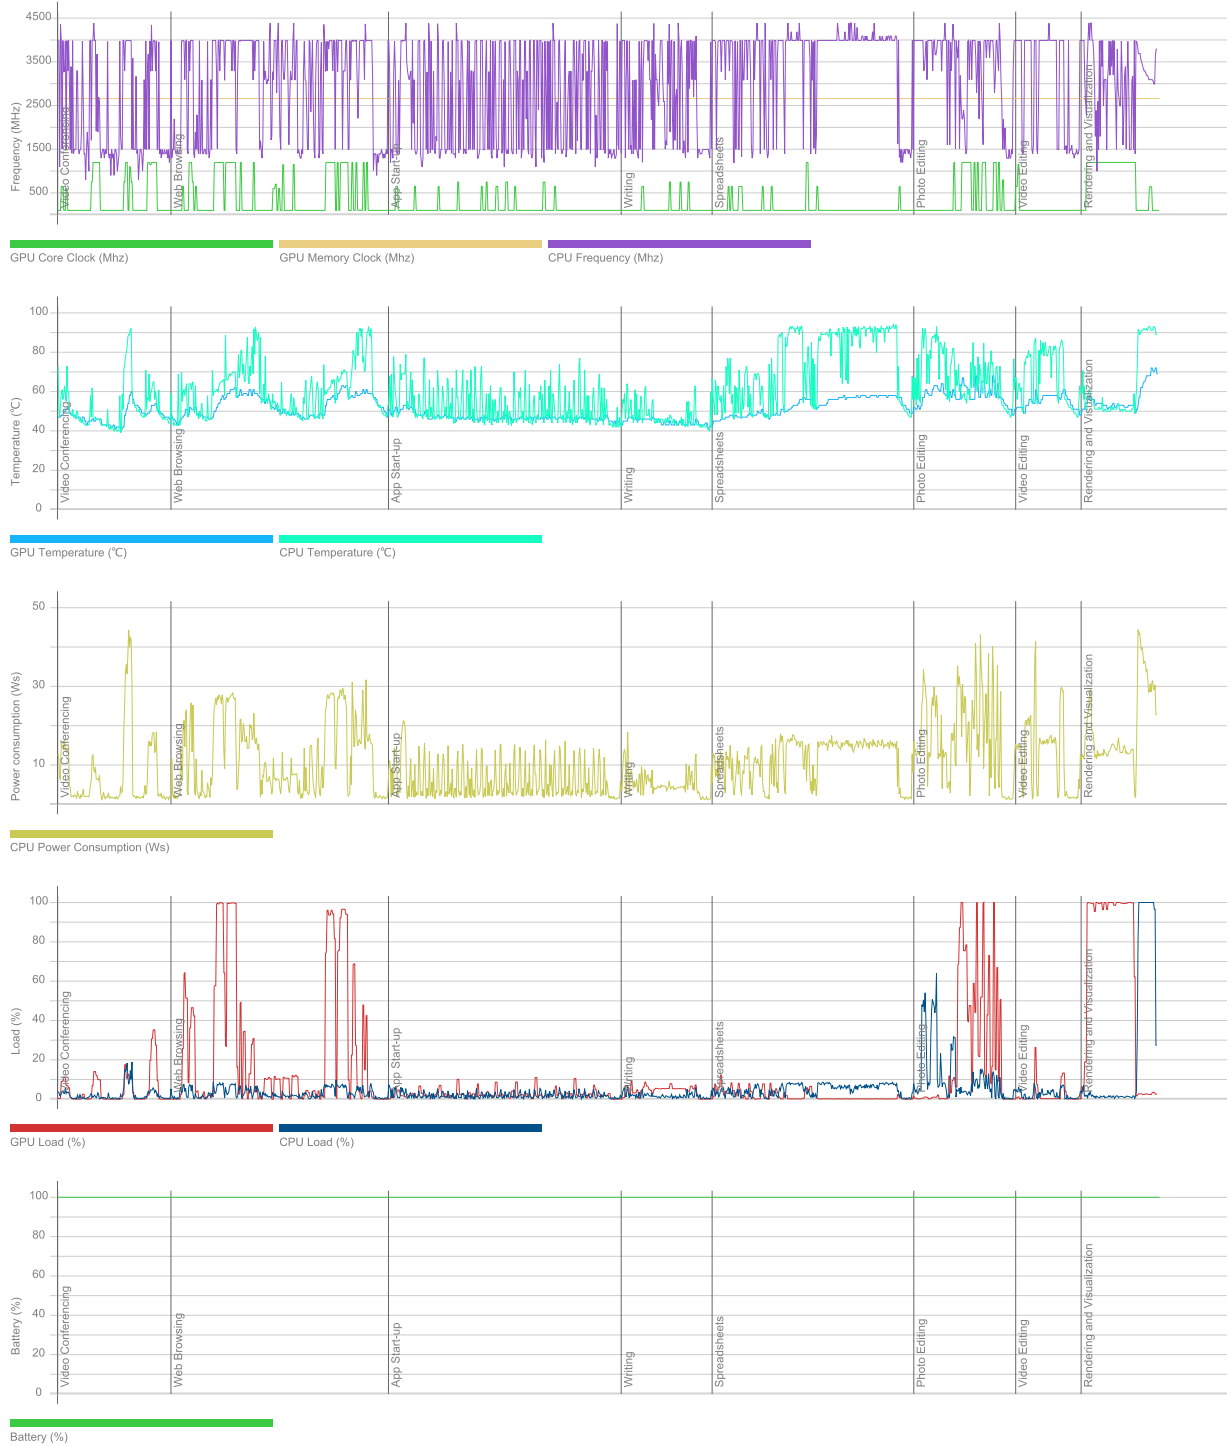 4500
3500
2500
1500
500
Frequency (MHz)
Video Conferencing
Web Browsing
App Start-up
Writing
Spreadsheets
Photo Editing
Video Editing
Rendering and Visualization
GPU Core Clock (Mhz)
GPU Memory Clock (Mhz)
CPU Frequency (Mhz)
100
80
60
40
20
0
Temperature (℃)
Video Conferencing
Web Browsing
App Start-up
Writing
Spreadsheets
Photo Editing
Video Editing
Rendering and Visualization
GPU Temperature (℃)
CPU Temperature (℃)
50
30
10
Power consumption (Ws)
Video Conferencing
Web Browsing
App Start-up
Writing
Spreadsheets
Photo Editing
Video Editing
Rendering and Visualization
CPU Power Consumption (Ws)
100
80
60
40
20
0
Load (%)
Video Conferencing
Web Browsing
App Start-up
Writing
Spreadsheets
Photo Editing
Video Editing
Rendering and Visualization
GPU Load (%)
CPU Load (%)
100
80
60
40
20
0
Battery (%)
Video Conferencing
Web Browsing
App Start-up
Writing
Spreadsheets
Photo Editing
Video Editing
Rendering and Visualization
Battery (%)